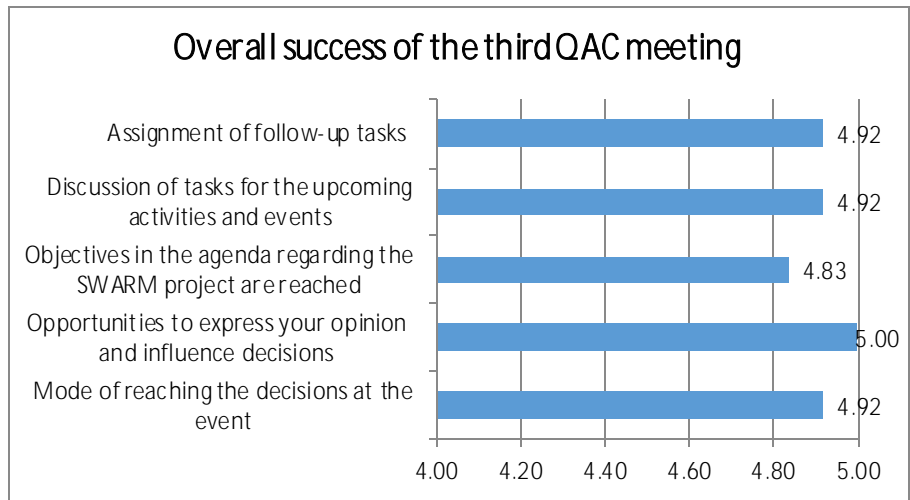 Overall success of the third QAC meeting
Assignment of follow-up tasks
4.92
Discussion of tasks for the upcoming
activities and events
4.92
Objectives in the agenda regarding the
SWARM project are reached
4.83
Opportunities to express your opinion
and influence decisions
5.00
Mode of reaching the decisions at the
event
4.92
4.00 4.20 4.40 4.60 4.80 5.00